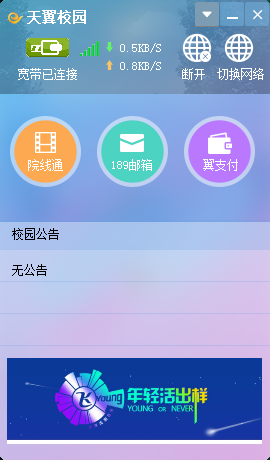 天翼校园
0.5KB/S
0.8KB/S
宽带已连接
断开
切换网络
院线通
189邮箱
翼支付
校园公告
无公告
K young
年轻活出样
YOUNG or NEVER